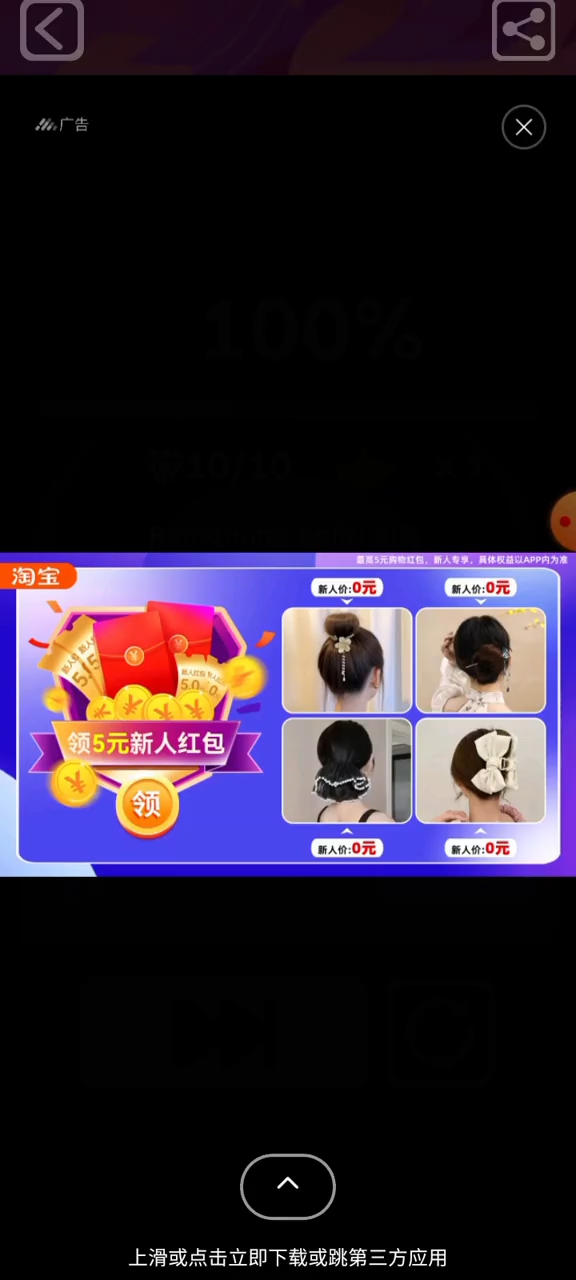 广告
100%
10/10
x
最高5元购物红包,新人专享,具体权益以APP内为准
淘宝
新人价:0元
新人价:0元
领5元新人红包
领
新人价:0元
新人价:0元
上滑或点击立即下载或跳第三方应用